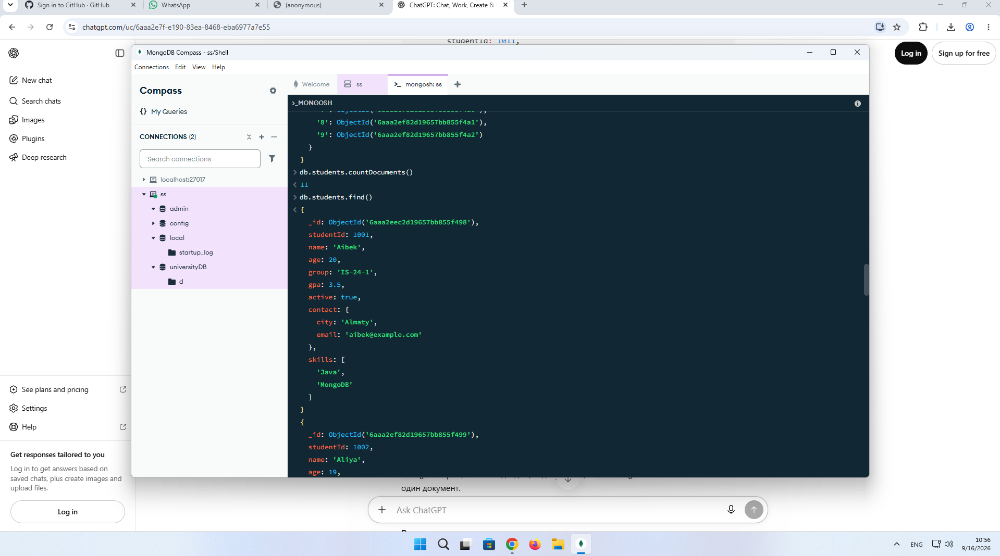 Sign in to GitHub · GitHub
WhatsApp
(anonymous)
ChatGPT: Chat, Work, Create &
chatgpt.com/uc/6aaa2e7f-e190-83ea-8468-eba6977a7e55
studentId: 1011,
Log in
Sign up for free
New chat
Search chats
Images
Plugins
Deep research
See plans and pricing
Settings
Help
Get responses tailored to you
Log in to get answers based on
saved chats, plus create images and
upload files.
Log in
MongoDB Compass - ss/Shell
Connections Edit View Help
Compass
{} My Queries
CONNECTIONS (2)
Search connections
localhost:27017
ss
admin
config
local
startup_log
universityDB
d
Welcome
ss
>_ mongosh: ss
>_MONGOSH
'8': ObjectId('6aaa2ef82d19657bb855f4a1'),
'9': ObjectId('6aaa2ef82d19657bb855f4a2')
}
}
> db.students.countDocuments()
< 11
> db.students.find()
< {
_id: ObjectId('6aaa2eec2d19657bb855f498'),
studentId: 1001,
name: 'Aibek',
age: 20,
group: 'IS-24-1',
gpa: 3.5,
active: true,
contact: {
city: 'Almaty',
email: 'aibek@example.com'
},
skills: [
'Java',
'MongoDB'
]
}
{
_id: ObjectId('6aaa2ef82d19657bb855f499'),
studentId: 1002,
name: 'Aliya',
age: 19,
один документ.
Ask ChatGPT
ENG
10:56
9/16/2026